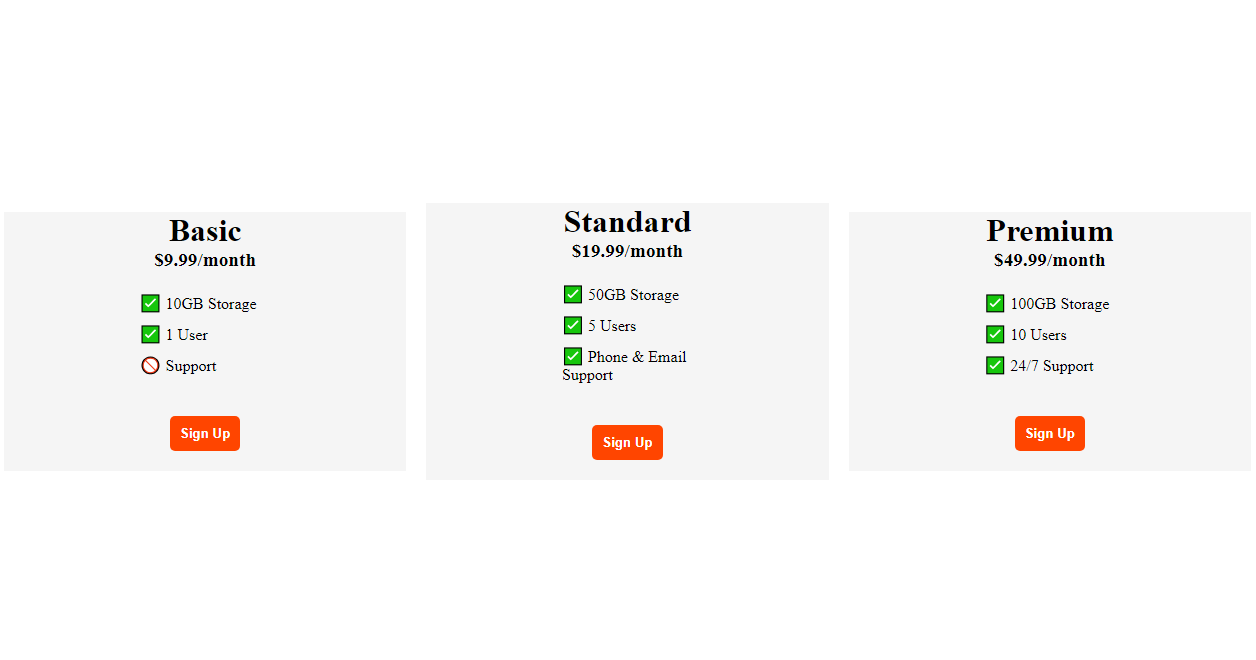 Basic
$9.99/month
10GB Storage
1 User
Support
Sign Up
Standard
$19.99/month
50GB Storage
5 Users
Phone & Email
Support
Sign Up
Premium
$49.99/month
100GB Storage
10 Users
24/7 Support
Sign Up